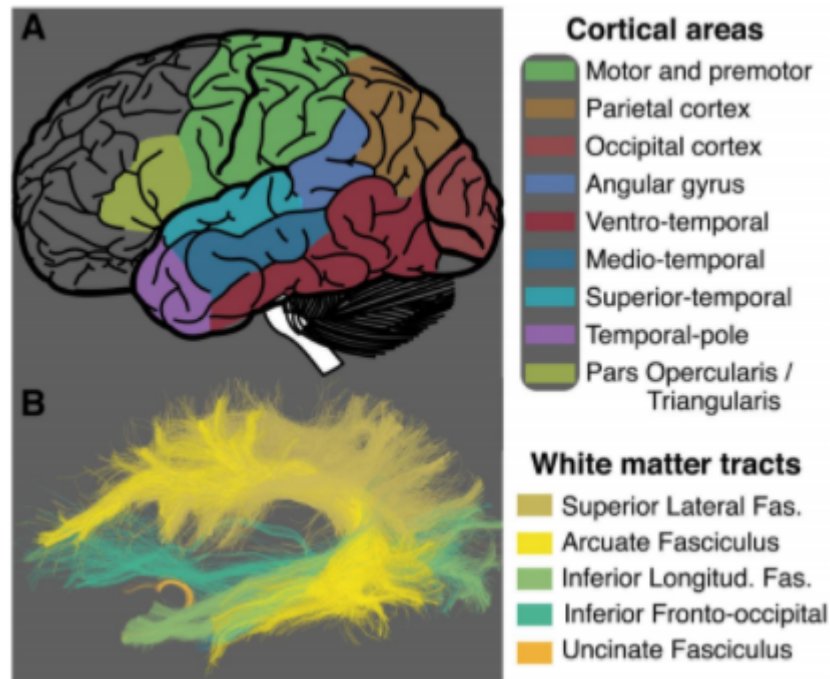 A
Cortical areas
Motor and premotor
Parietal cortex
Occipital cortex
Angular gyrus
Ventro-temporal
Medio-temporal
Superior-temporal
Temporal-pole
Pars Opercularis /
Triangularis
B
White matter tracts
Superior Lateral Fas.
Arcuate Fasciculus
Inferior Longitud. Fas.
Inferior Fronto-occipital
Uncinate Fasciculus